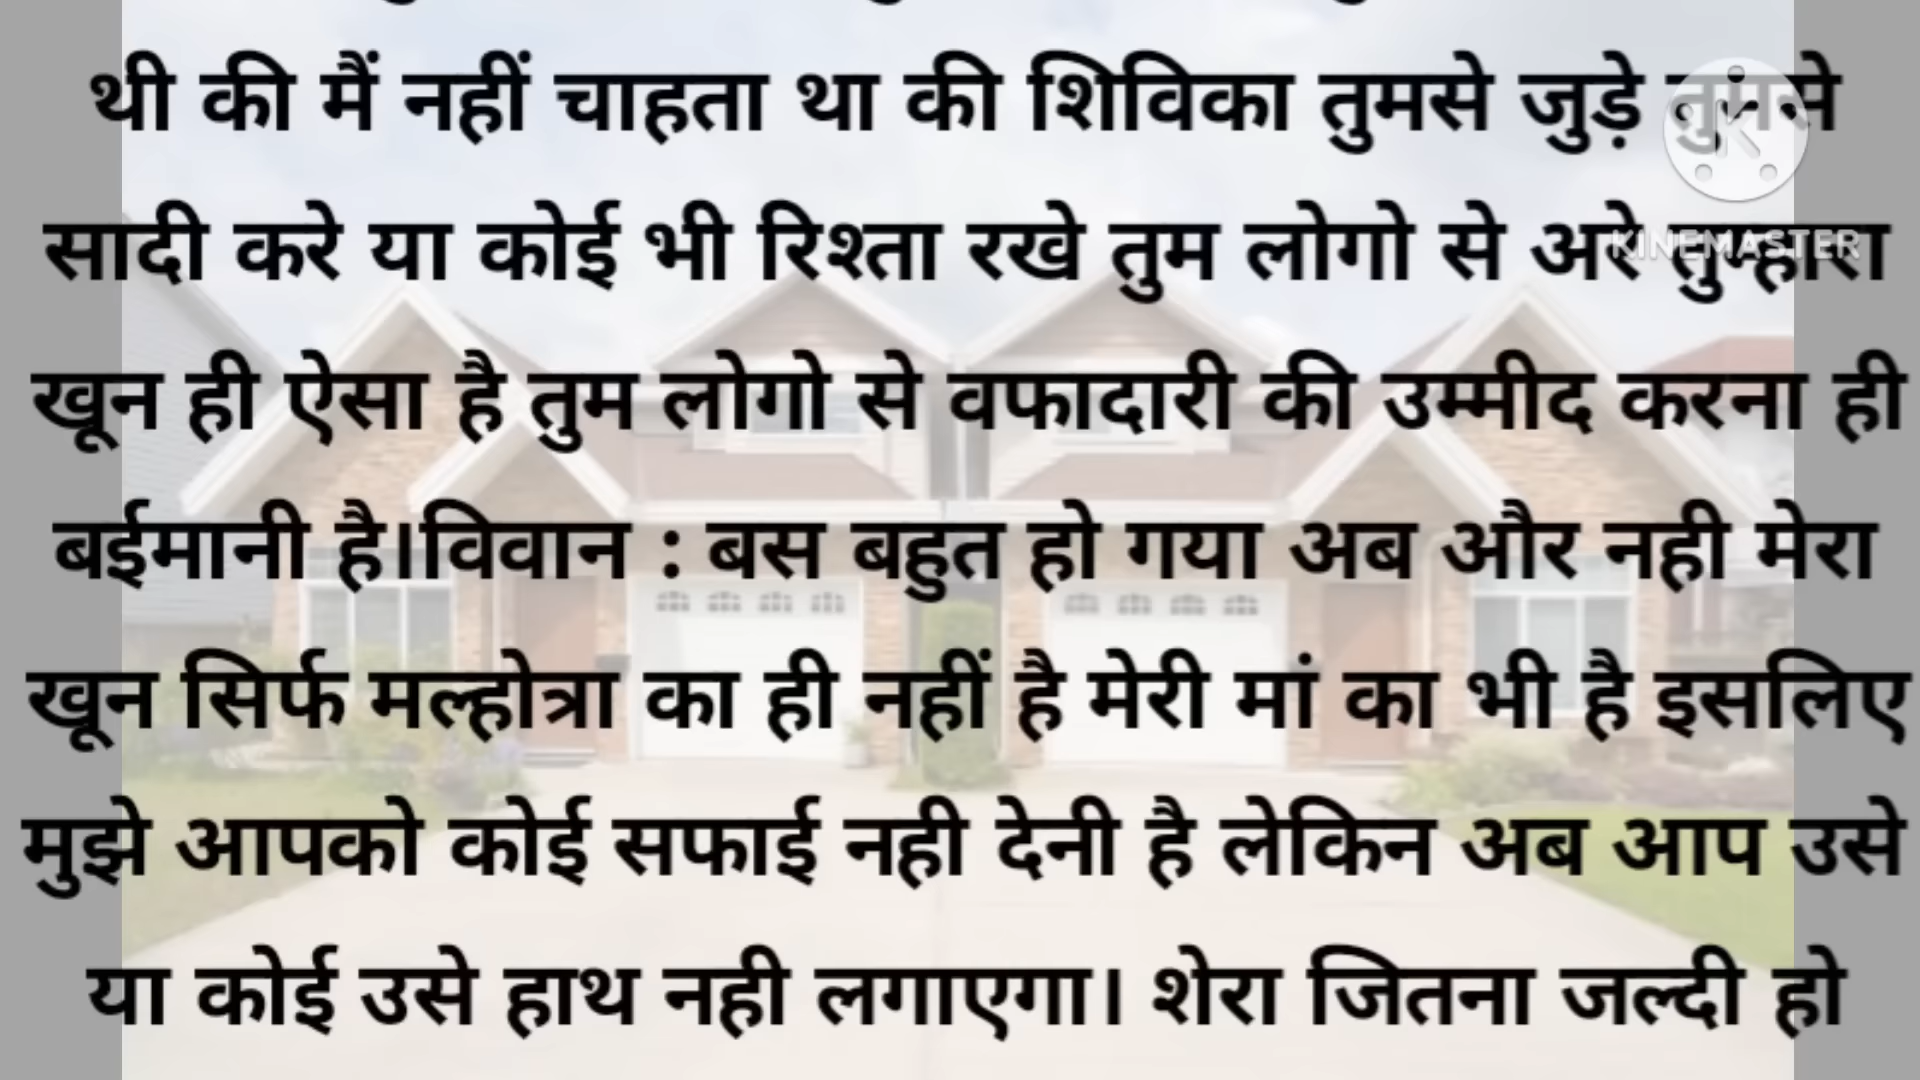 थी की मैं नहीं चाहता था की शिविका तुमसे जुड़े तुमसे
सादी करे या कोई भी रिश्ता रखे तुम लोगो से अरे तुम्हारा
KINEMASTER
खून ही ऐसा है तुम लोगो से वफादारी की उम्मीद करना ही
बईमानी है।विवान : बस बहुत हो गया अब और नही मेरा
खून सिर्फ मल्होत्रा का ही नहीं है मेरी मां का भी है इसलिए
मुझे आपको कोई सफाई नही देनी है लेकिन अब आप उसे
या कोई उसे हाथ नही लगाएगा। शेरा जितना जल्दी हो